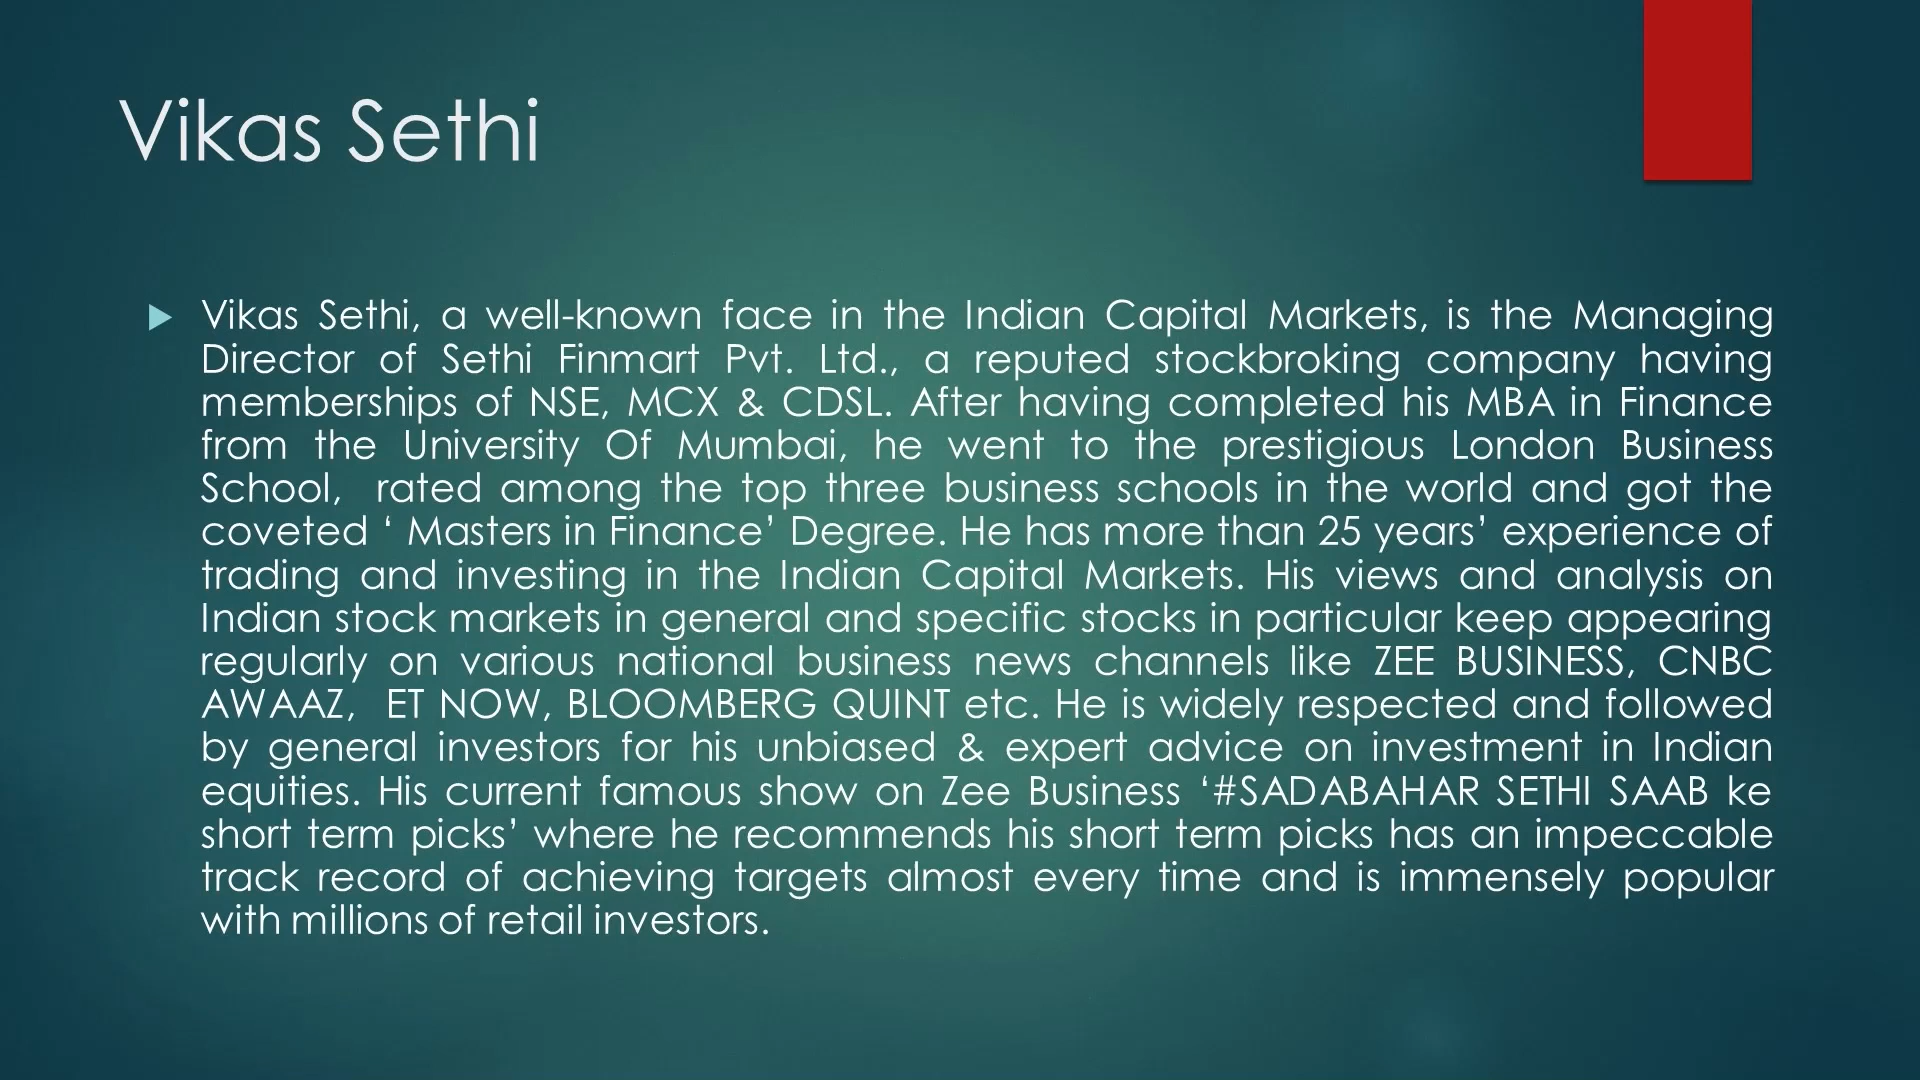 Vikas Sethi
Vikas Sethi, a well-known face in the Indian Capital Markets, is the Managing
Director of Sethi Finmart Pvt. Ltd., a reputed stockbroking company having
memberships of NSE, MCX & CDSL. After having completed his MBA in Finance
from the University Of Mumbai, he went to the prestigious London Business
School,  rated among the top three business schools in the world and got the
coveted ‘ Masters in Finance’ Degree. He has more than 25 years’ experience of
trading and investing in the Indian Capital Markets. His views and analysis on
Indian stock markets in general and specific stocks in particular keep appearing
regularly on various national business news channels like ZEE BUSINESS, CNBC
AWAAZ,  ET NOW, BLOOMBERG QUINT etc. He is widely respected and followed
by general investors for his unbiased & expert advice on investment in Indian
equities. His current famous show on Zee Business ‘#SADABAHAR SETHI SAAB ke
short term picks’ where he recommends his short term picks has an impeccable
track record of achieving targets almost every time and is immensely popular
with millions of retail investors.